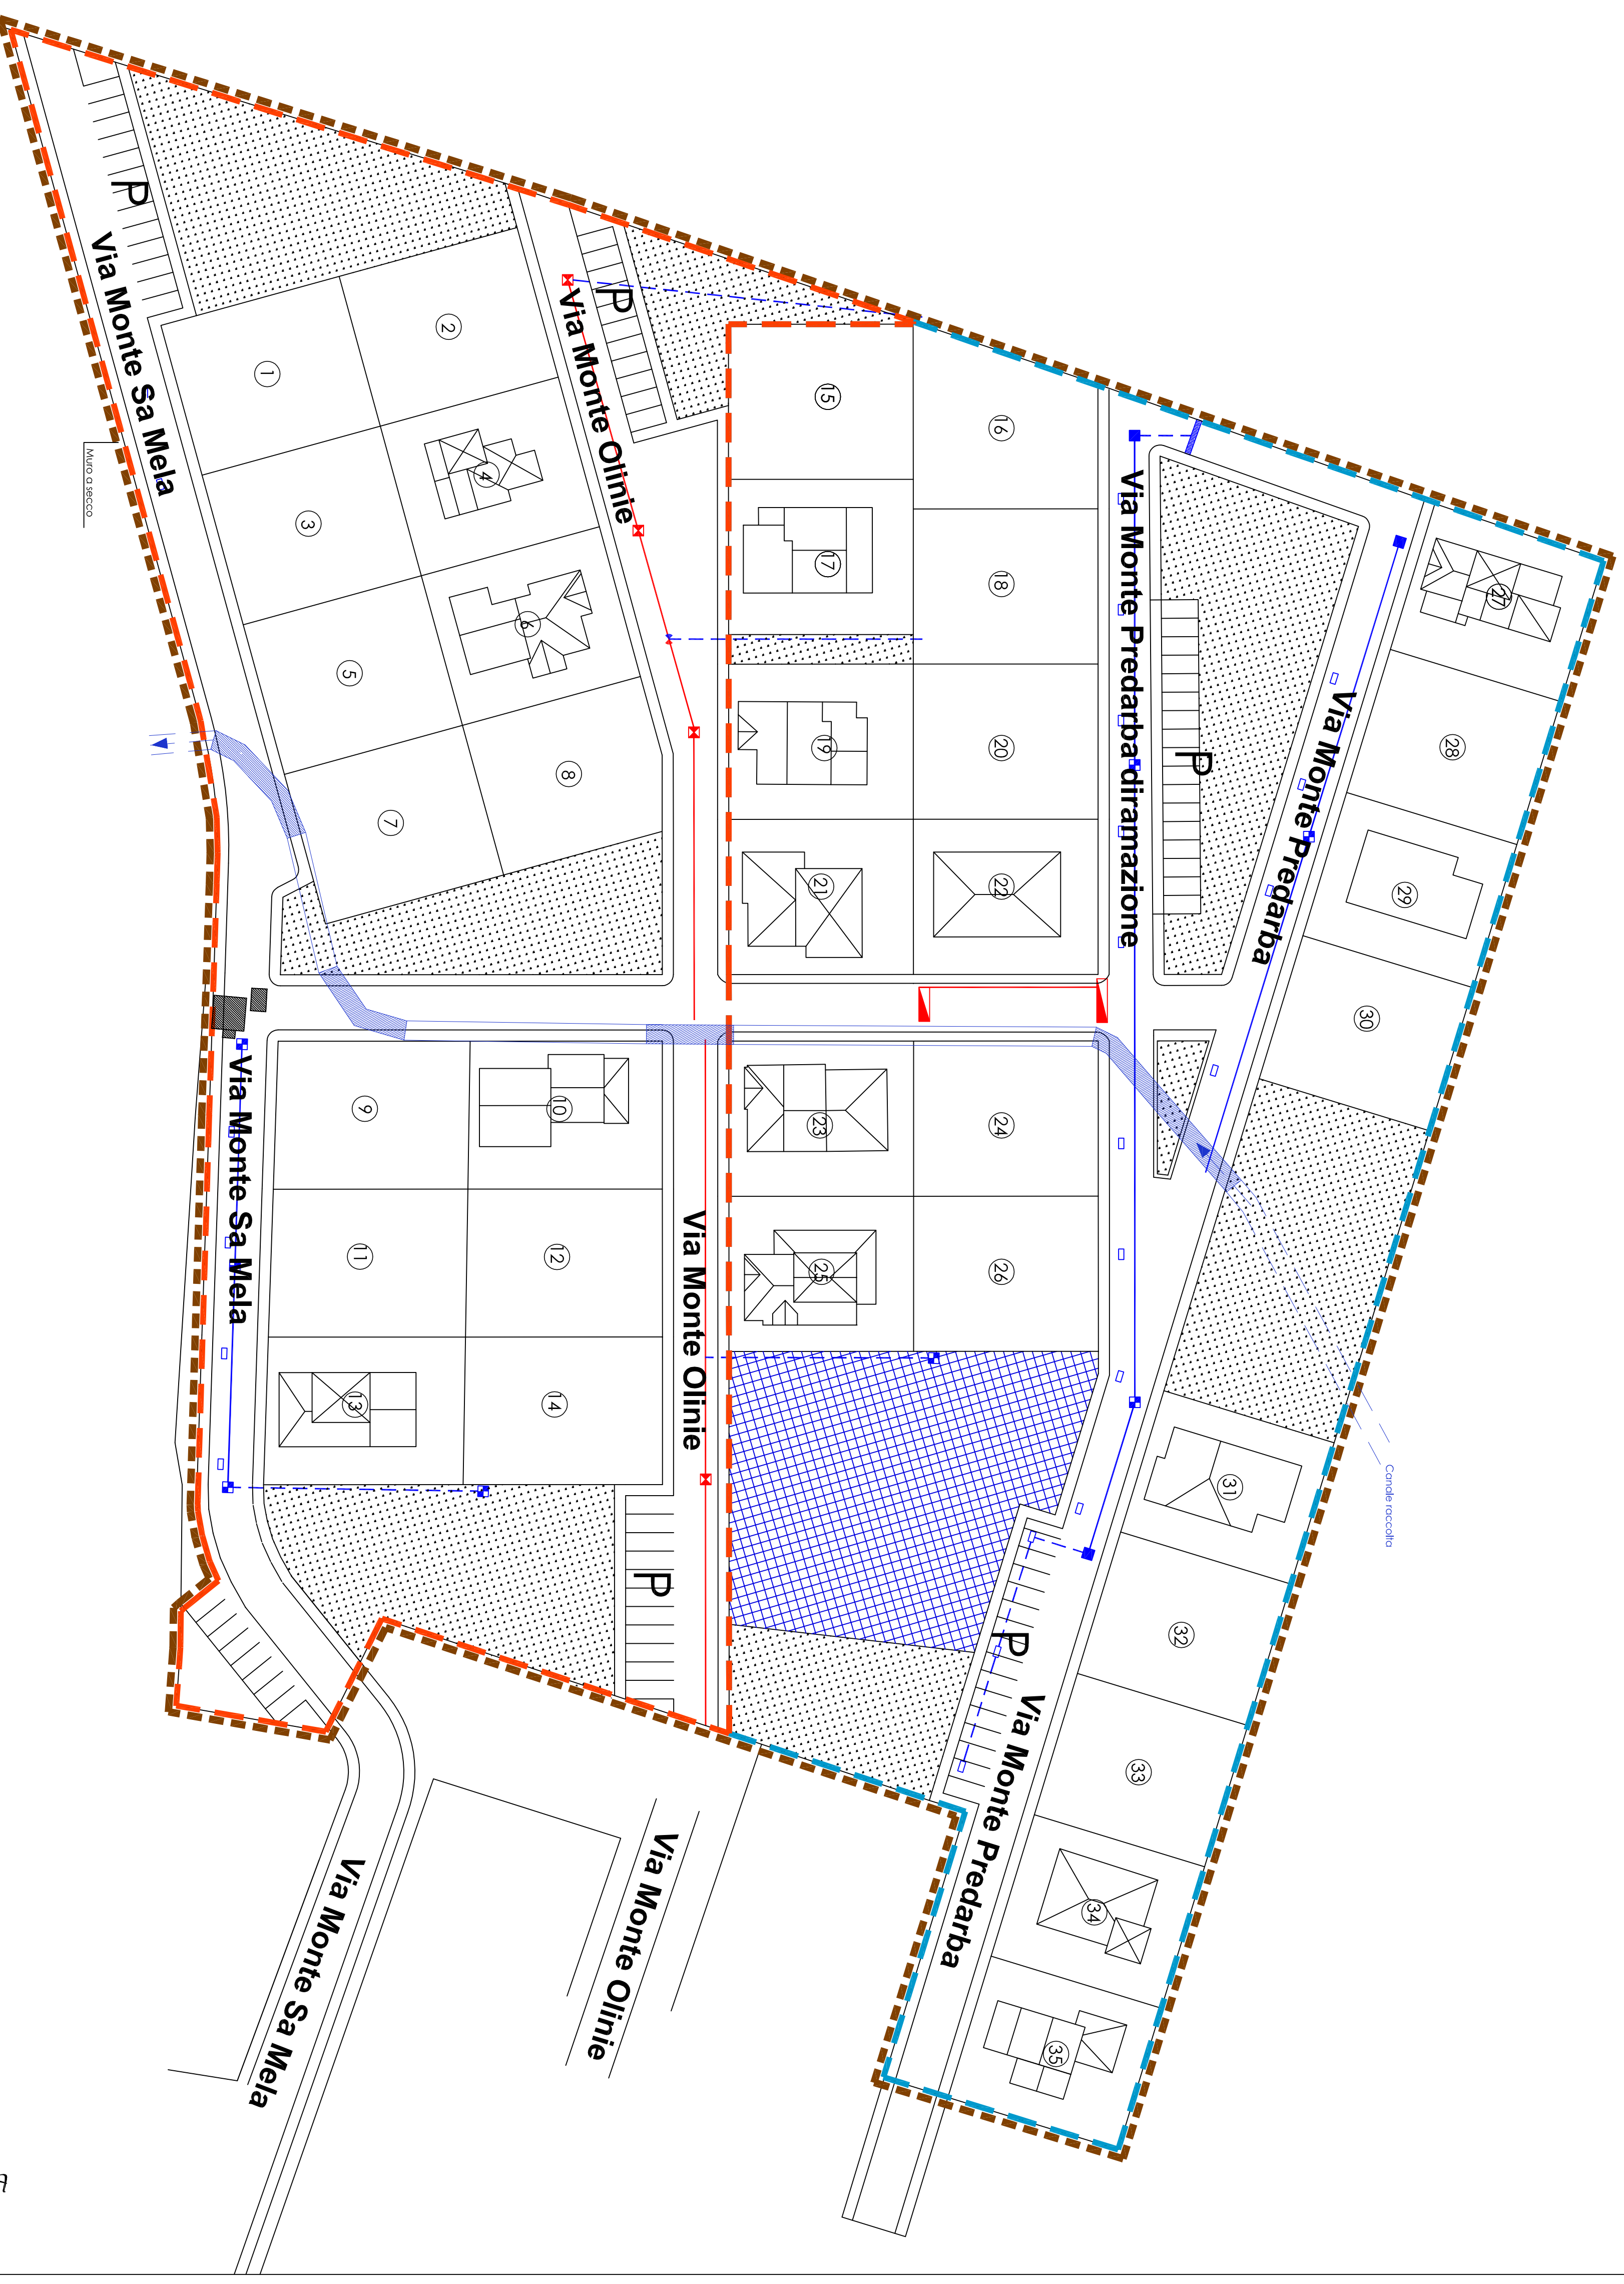 P
Via Monte Sa Mela
Muro a secco
P
Via Monte Olinie
Via Monte Predarba diramazione
P
Via Monte Predarba
1
2
3
4
5
6
7
8
15
16
17
18
19
20
21
22
27
28
29
30
Via Monte Sa Mela
9
10
11
12
13
14
Via Monte Olinie
P
23
24
25
26
P
Via Monte Predarba
Canale raccolta
31
32
33
34
35
Via Monte Sa Mela
Via Monte Olinie
a